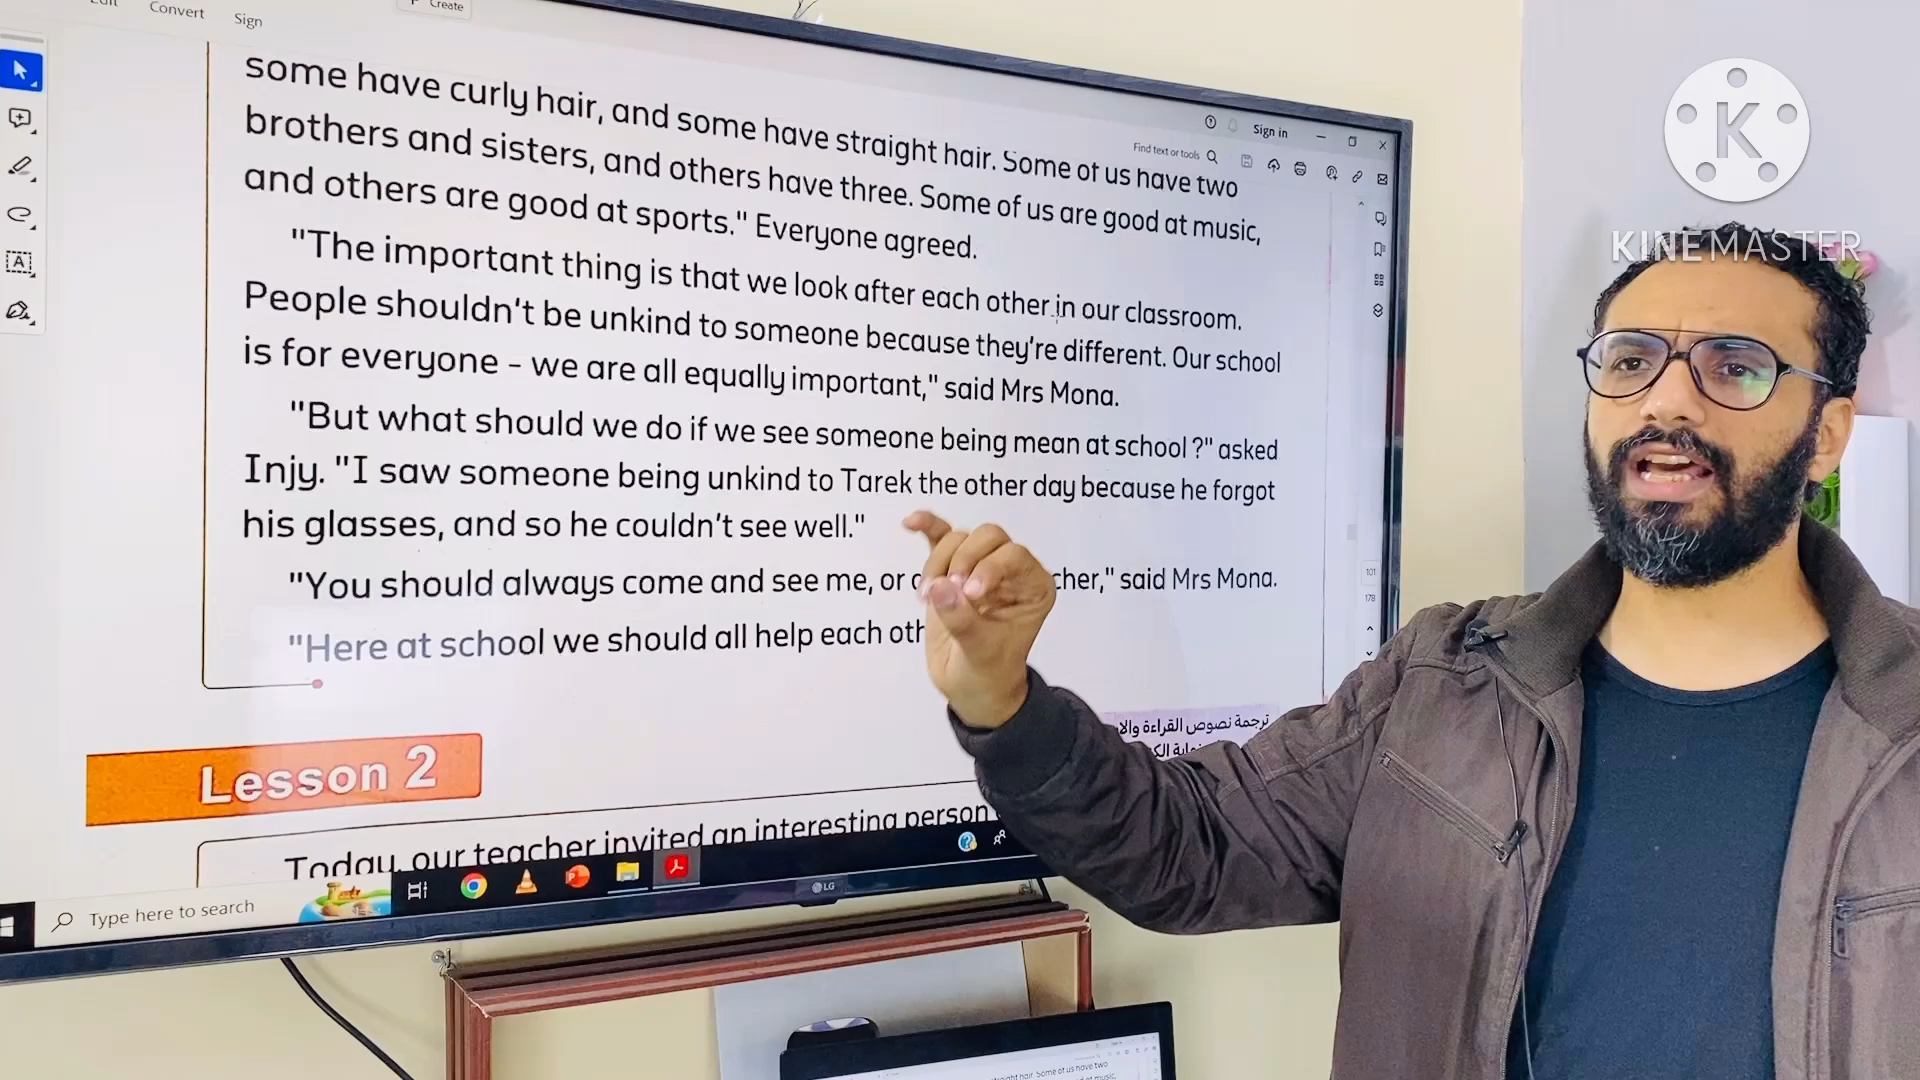 Convert
Sign
Create
Sign in
Find text or tools
some have curly hair, and some have straight hair. Some of us have two
brothers and sisters, and others have three. Some of us are good at music,
and others are good at sports." Everyone agreed.
"The important thing is that we look after each other in our classroom.
People shouldn't be unkind to someone because they're different. Our school
is for everyone - we are all equally important," said Mrs Mona.
"But what should we do if we see someone being mean at school ?" asked
Injy. "I saw someone being unkind to Tarek the other day because he forgot
his glasses, and so he couldn't see well."
"You should always come and see me, or said Mrs Mona.
"Here at school we should all help each
101
179
ترجمة نصوص القراءة
Lesson 2
Today, our teacher invited an interesting person
Type here to search
LG
K
KINEMASTER